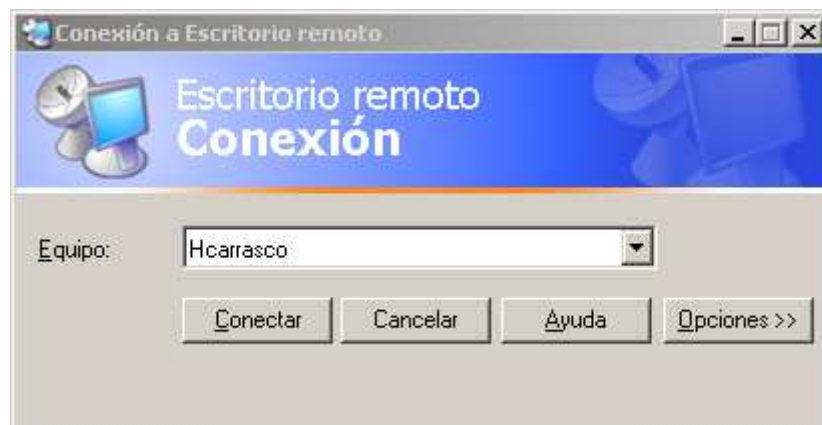 Conexión a Escritorio remoto
Escritorio remoto
Conexión
Equipo:
Hcarrasco
Conectar
Cancelar
Ayuda
Opciones >>